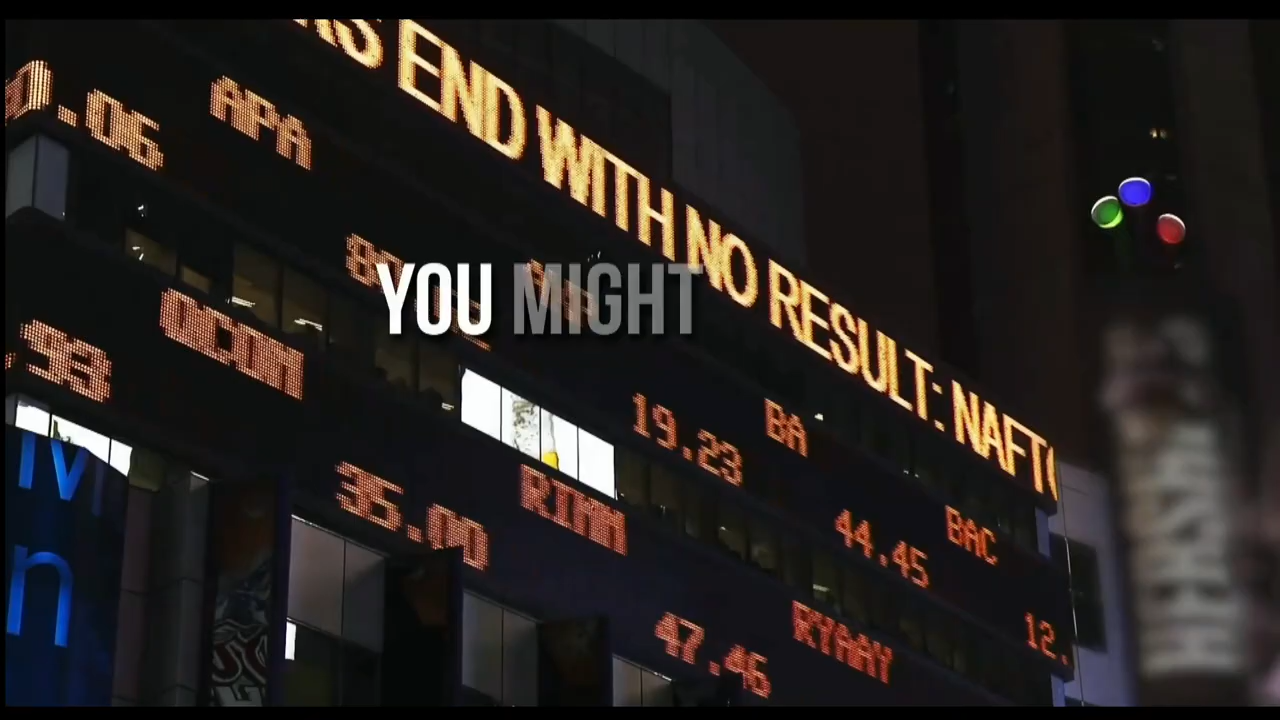 END WITH NO RESULT: NAFT
.06 APA 19.23 BA 44.45 BAC 12.
YOU MIGHT
.93 QCOM 35.00 RIMM 47.46 RYAAY
n